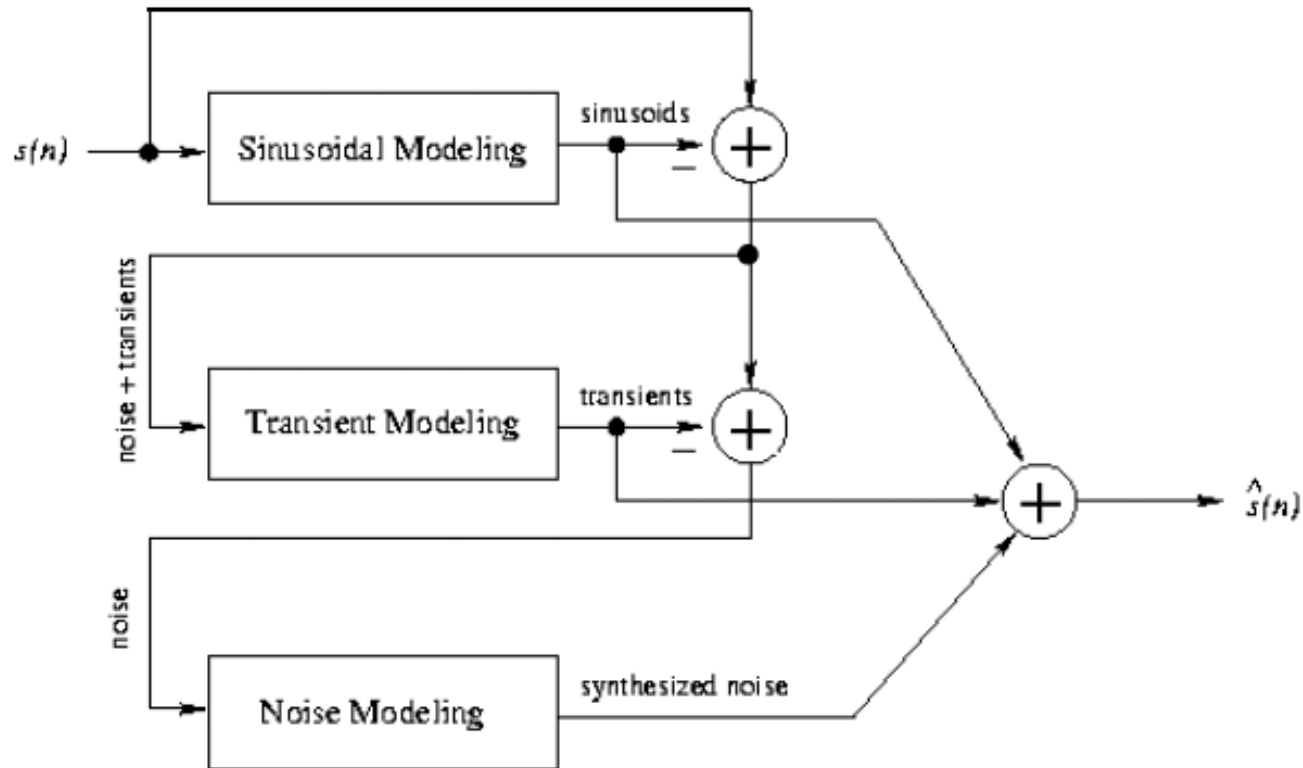 sinusoids
s(n)
Sinusoidal Modeling
+
−
noise + transients
transients
Transient Modeling
+
−
+
ŝ(n)
noise
synthesized noise
Noise Modeling